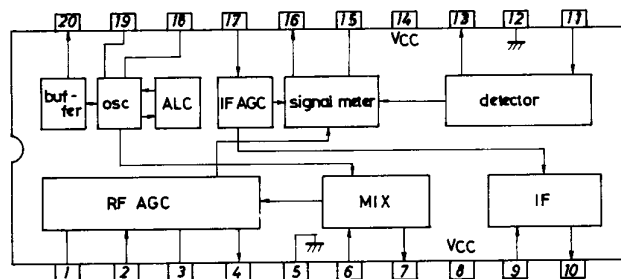 20 19 18 17 16 15 14 13 12 11
VCC
buf-
fer
osc
ALC
IF AGC
signal meter
detector
RF AGC
MIX
IF
VCC
1 2 3 4 5 6 7 8 9 10